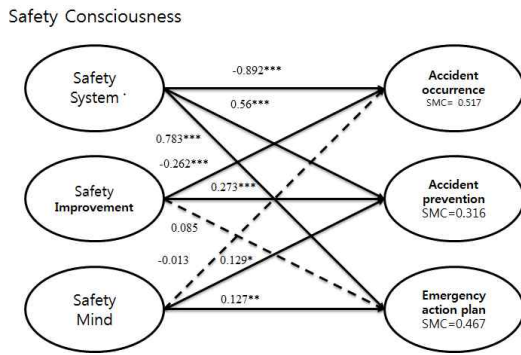 Safety Consciousness
Safety
System
Safety
Improvement
Safety
Mind
-0.892***
0.56***
0.783***
-0.262***
0.273***
0.085
-0.013
0.129*
0.127**
Accident
occurrence
SMC= 0.517
Accident
prevention
SMC=0.316
Emergency
action plan
SMC=0.467